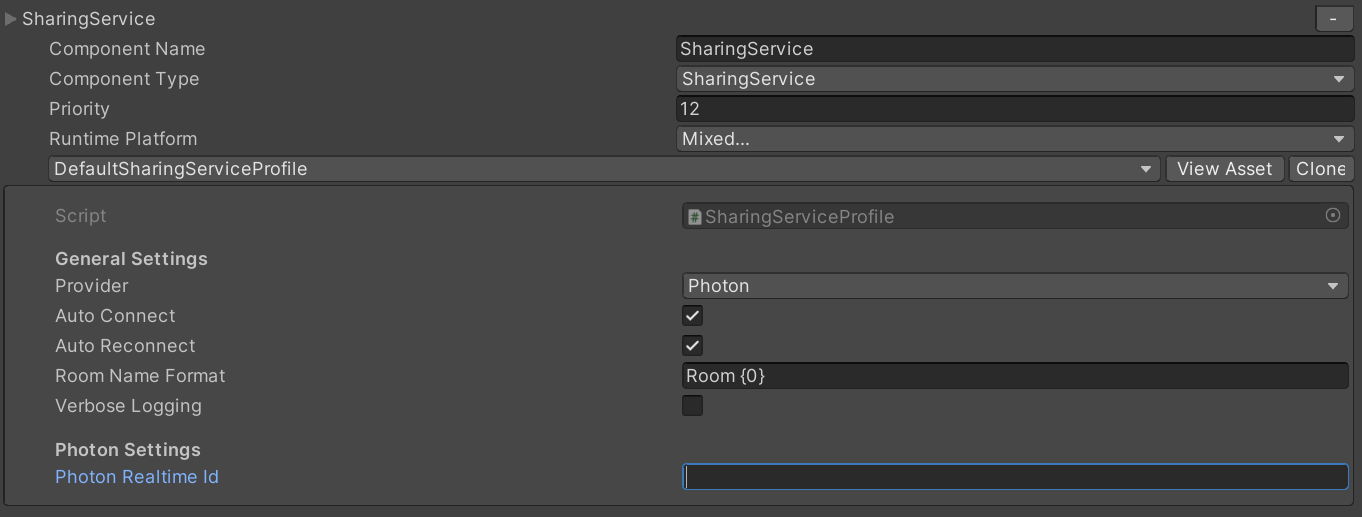 SharingService -
Component Name SharingService
Component Type SharingService
Priority 12
Runtime Platform Mixed...
DefaultSharingServiceProfile View Asset Clone
Script SharingServiceProfile
General Settings
Provider Photon
Auto Connect
Auto Reconnect
Room Name Format Room {0}
Verbose Logging
Photon Settings
Photon Realtime Id